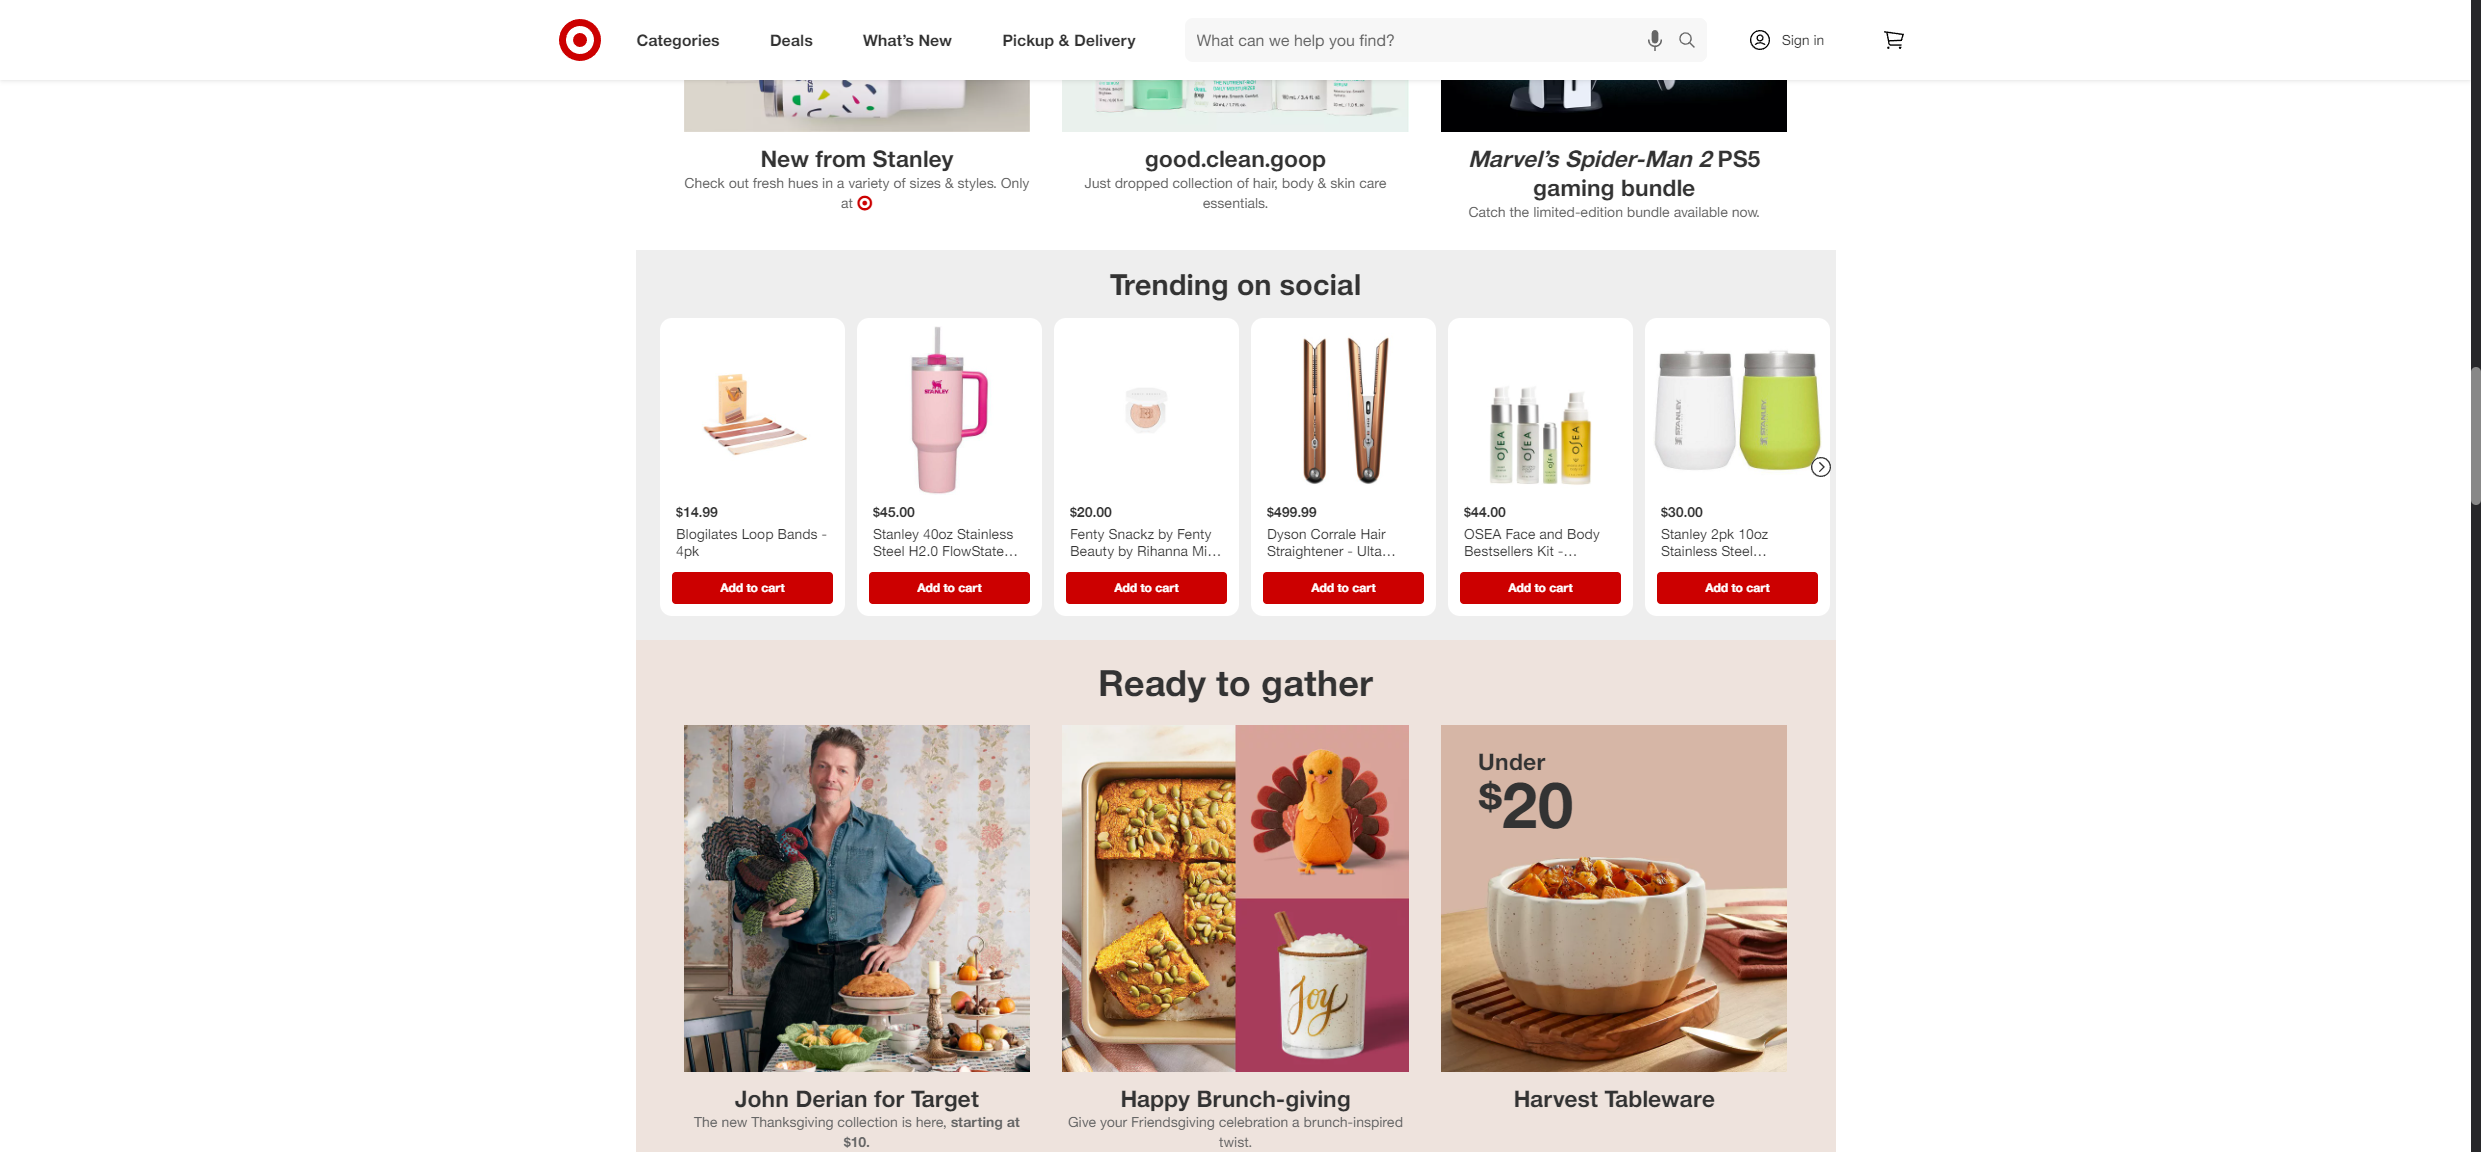 Categories
Deals
What's New
Pickup & Delivery
What can we help you find?
Sign in
New from Stanley
Check out fresh hues in a variety of sizes & styles. Only
at
good.clean.goop
Just dropped collection of hair, body & skin care
essentials.
Marvel's Spider-Man 2 PS5
gaming bundle
Catch the limited-edition bundle available now.
Trending on social
$14.99
Blogilates Loop Bands -
4pk
Add to cart
STANLEY
$45.00
Stanley 40oz Stainless
Steel H2.0 FlowState...
Add to cart
$20.00
Fenty Snackz by Fenty
Beauty by Rihanna Mi...
Add to cart
$499.99
Dyson Corrale Hair
Straightener - Ulta...
Add to cart
OSEA
OSEA
OSEA
OSEA
$44.00
OSEA Face and Body
Bestsellers Kit -...
Add to cart
STANLEY
STANLEY
$30.00
Stanley 2pk 10oz
Stainless Steel...
Add to cart
Ready to gather
John Derian for Target
The new Thanksgiving collection is here, starting at
$10.
Joy
Happy Brunch-giving
Give your Friendsgiving celebration a brunch-inspired
twist.
Under
$20
Harvest Tableware